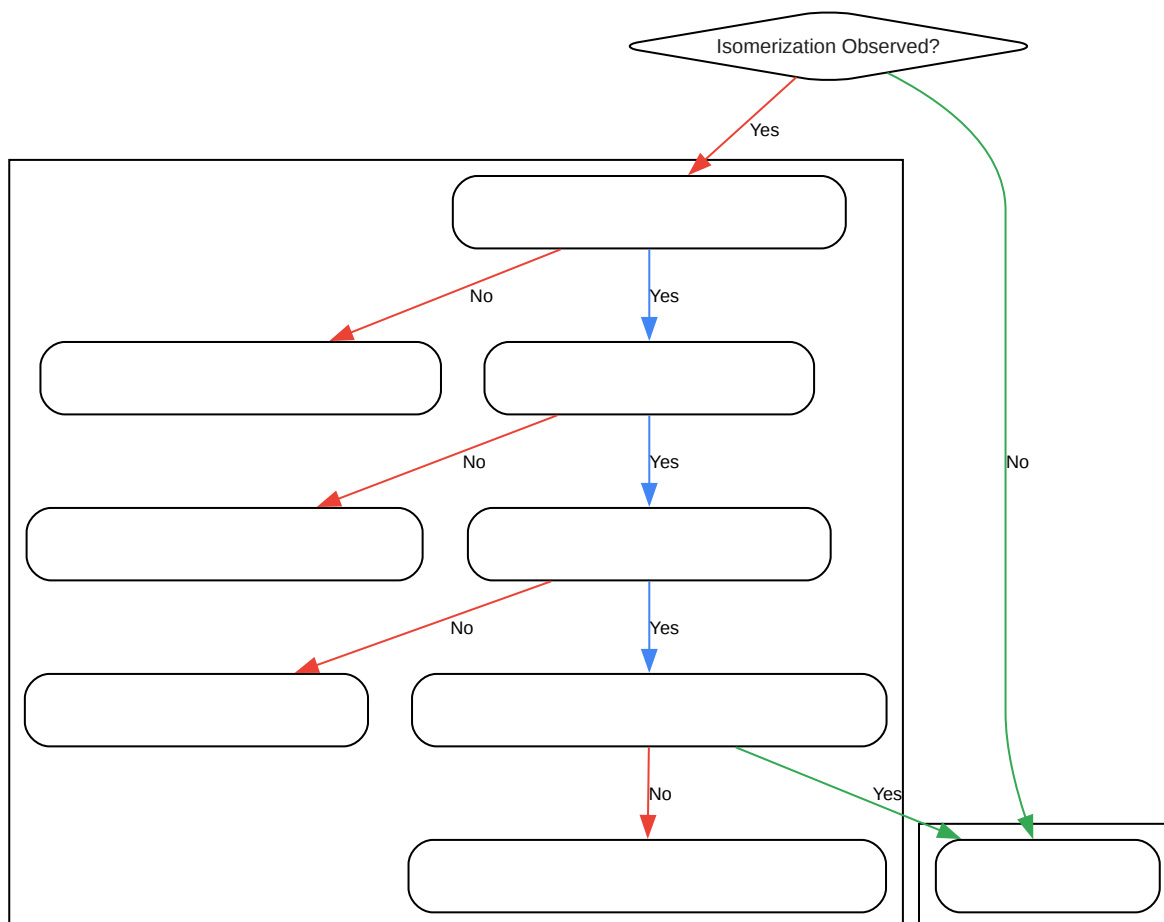 Isomerization Observed?
Yes
No
Yes
No
Yes
No
No
Yes
No
Yes